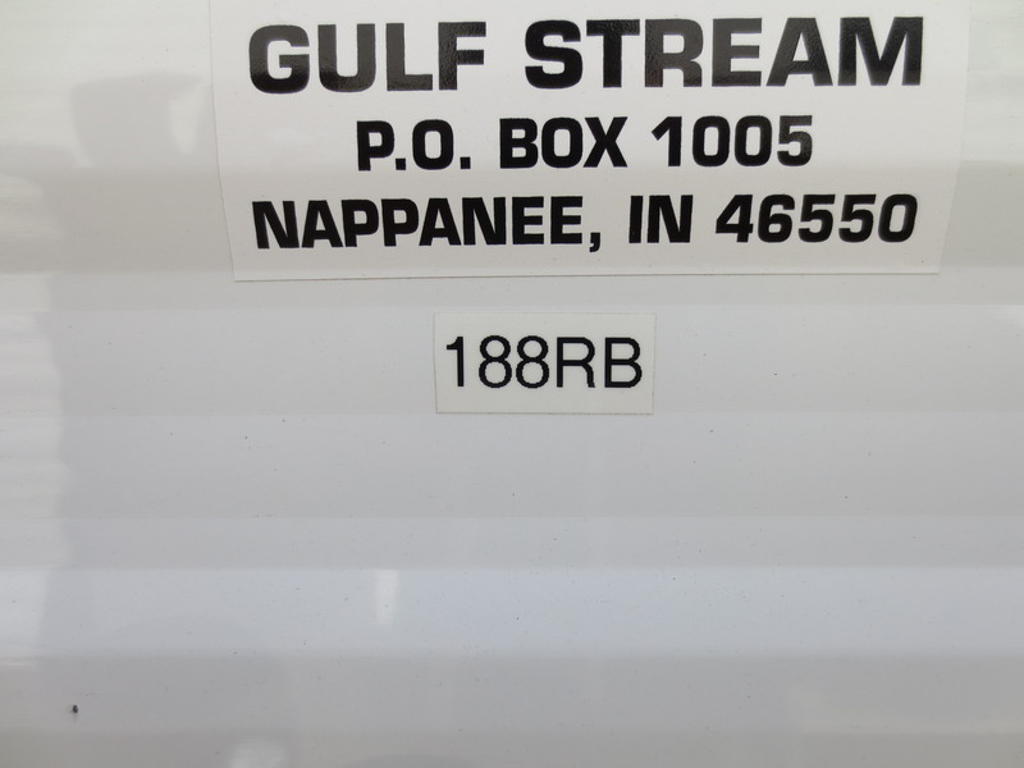 GULF STREAM
P.O. BOX 1005
NAPPANEE, IN 46550
188RB